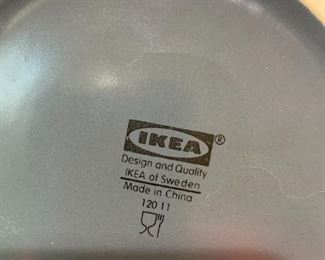 IKEA®
Design and Quality
IKEA of Sweden
Made in China
120 11